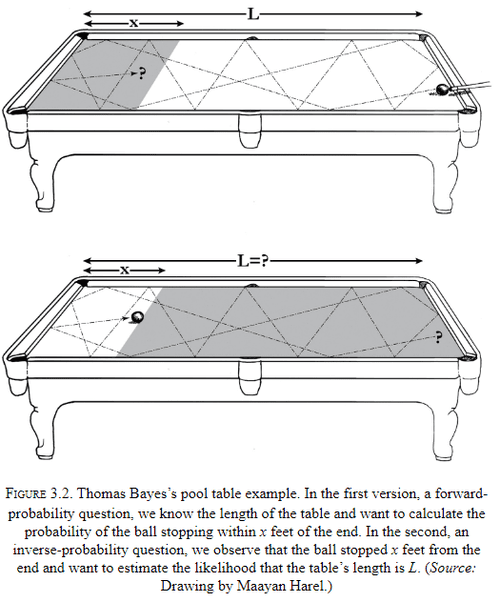 L
x
?
L=?
x
?
FIGURE 3.2. Thomas Bayes's pool table example. In the first version, a forward-
probability question, we know the length of the table and want to calculate the
probability of the ball stopping within x feet of the end. In the second, an
inverse-probability question, we observe that the ball stopped x feet from the
end and want to estimate the likelihood that the table's length is L. (Source:
Drawing by Maayan Harel.)